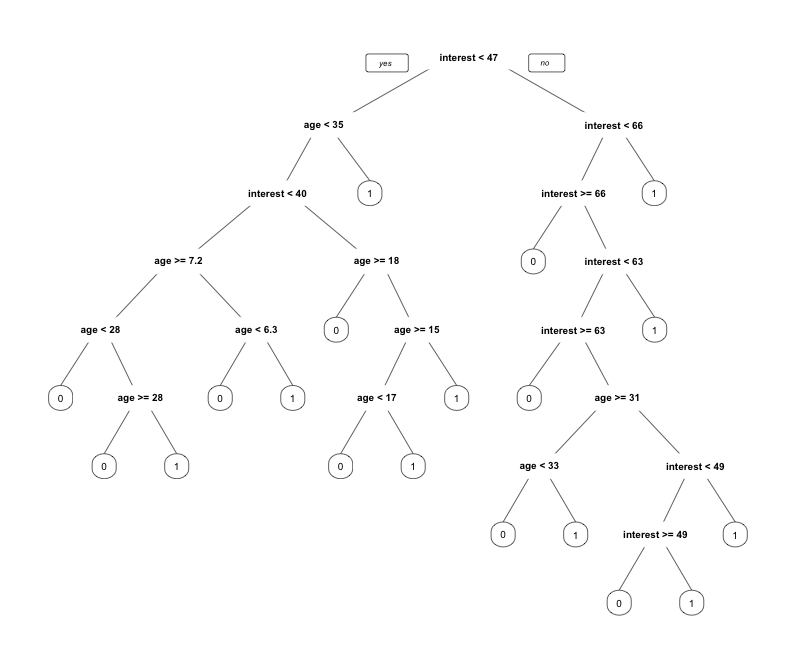 yes
interest < 47
no
age < 35
interest < 66
interest < 40
1
interest >= 66
1
age >= 7.2
age >= 18
0
interest < 63
age < 28
age < 6.3
0
age >= 15
interest >= 63
1
0
age >= 28
0
1
age < 17
1
0
age >= 31
0
1
0
1
age < 33
interest < 49
0
1
interest >= 49
1
0
1